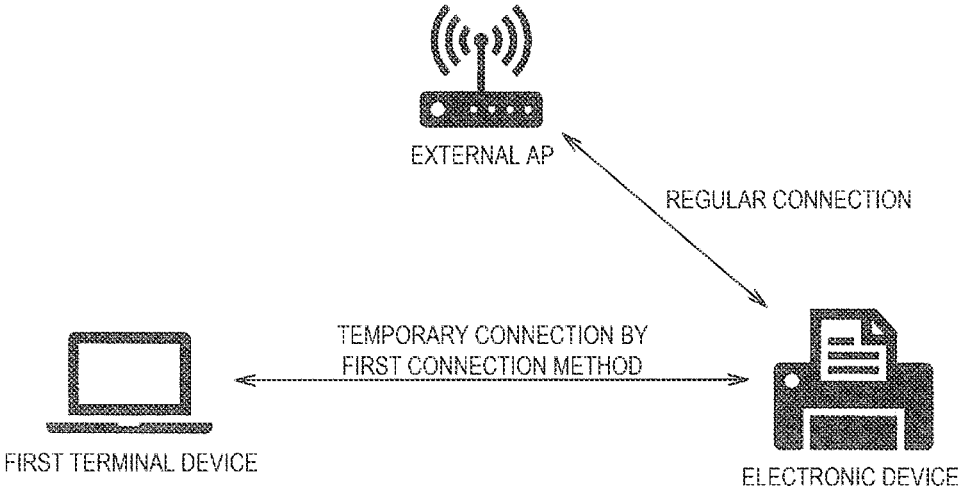 EXTERNAL AP
REGULAR CONNECTION
TEMPORARY CONNECTION BY
FIRST CONNECTION METHOD
FIRST TERMINAL DEVICE
ELECTRONIC DEVICE